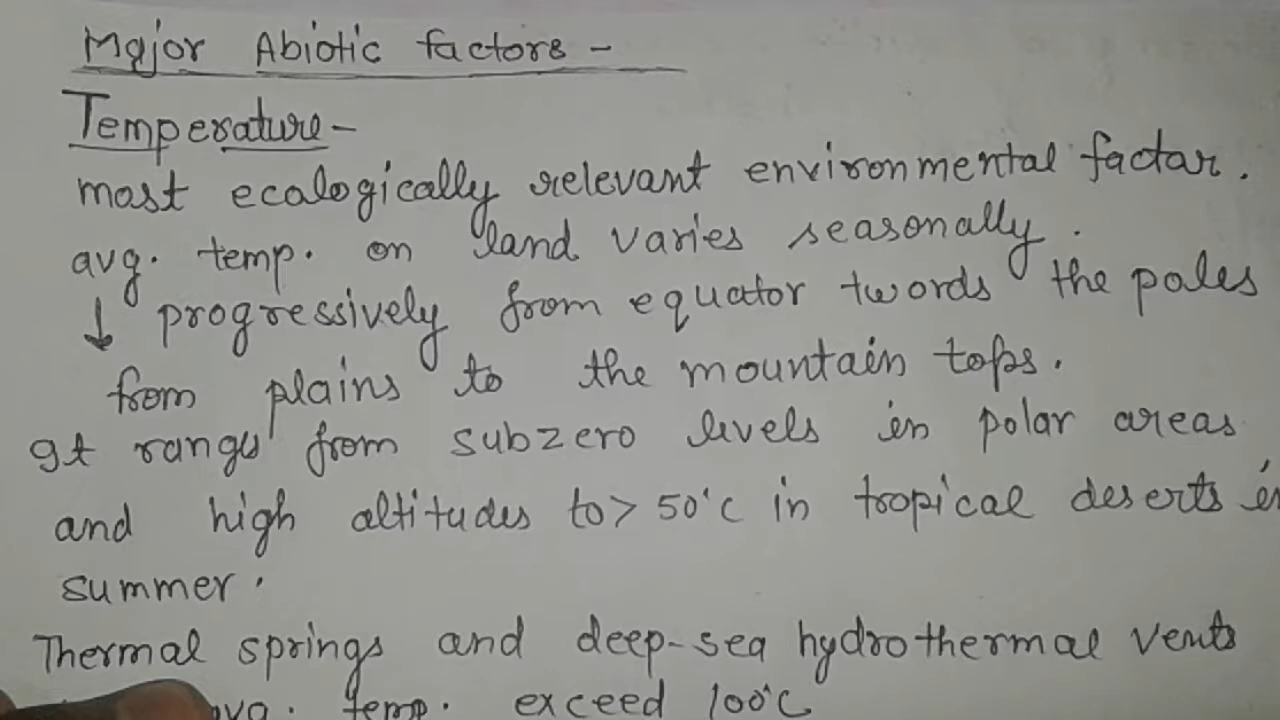 Major Abiotic factors -
Temperature -
most ecologically relevant environmental factor.
avg. temp. on land varies seasonally.
↓ progressively from equator twords the poles
from plains to the mountain tops.
It ranges from subzero levels in polar areas
and high altitudes to > 50°C in tropical deserts in
summer.
Thermal springs and deep-sea hydrothermal vents
temp. exceed 100°C